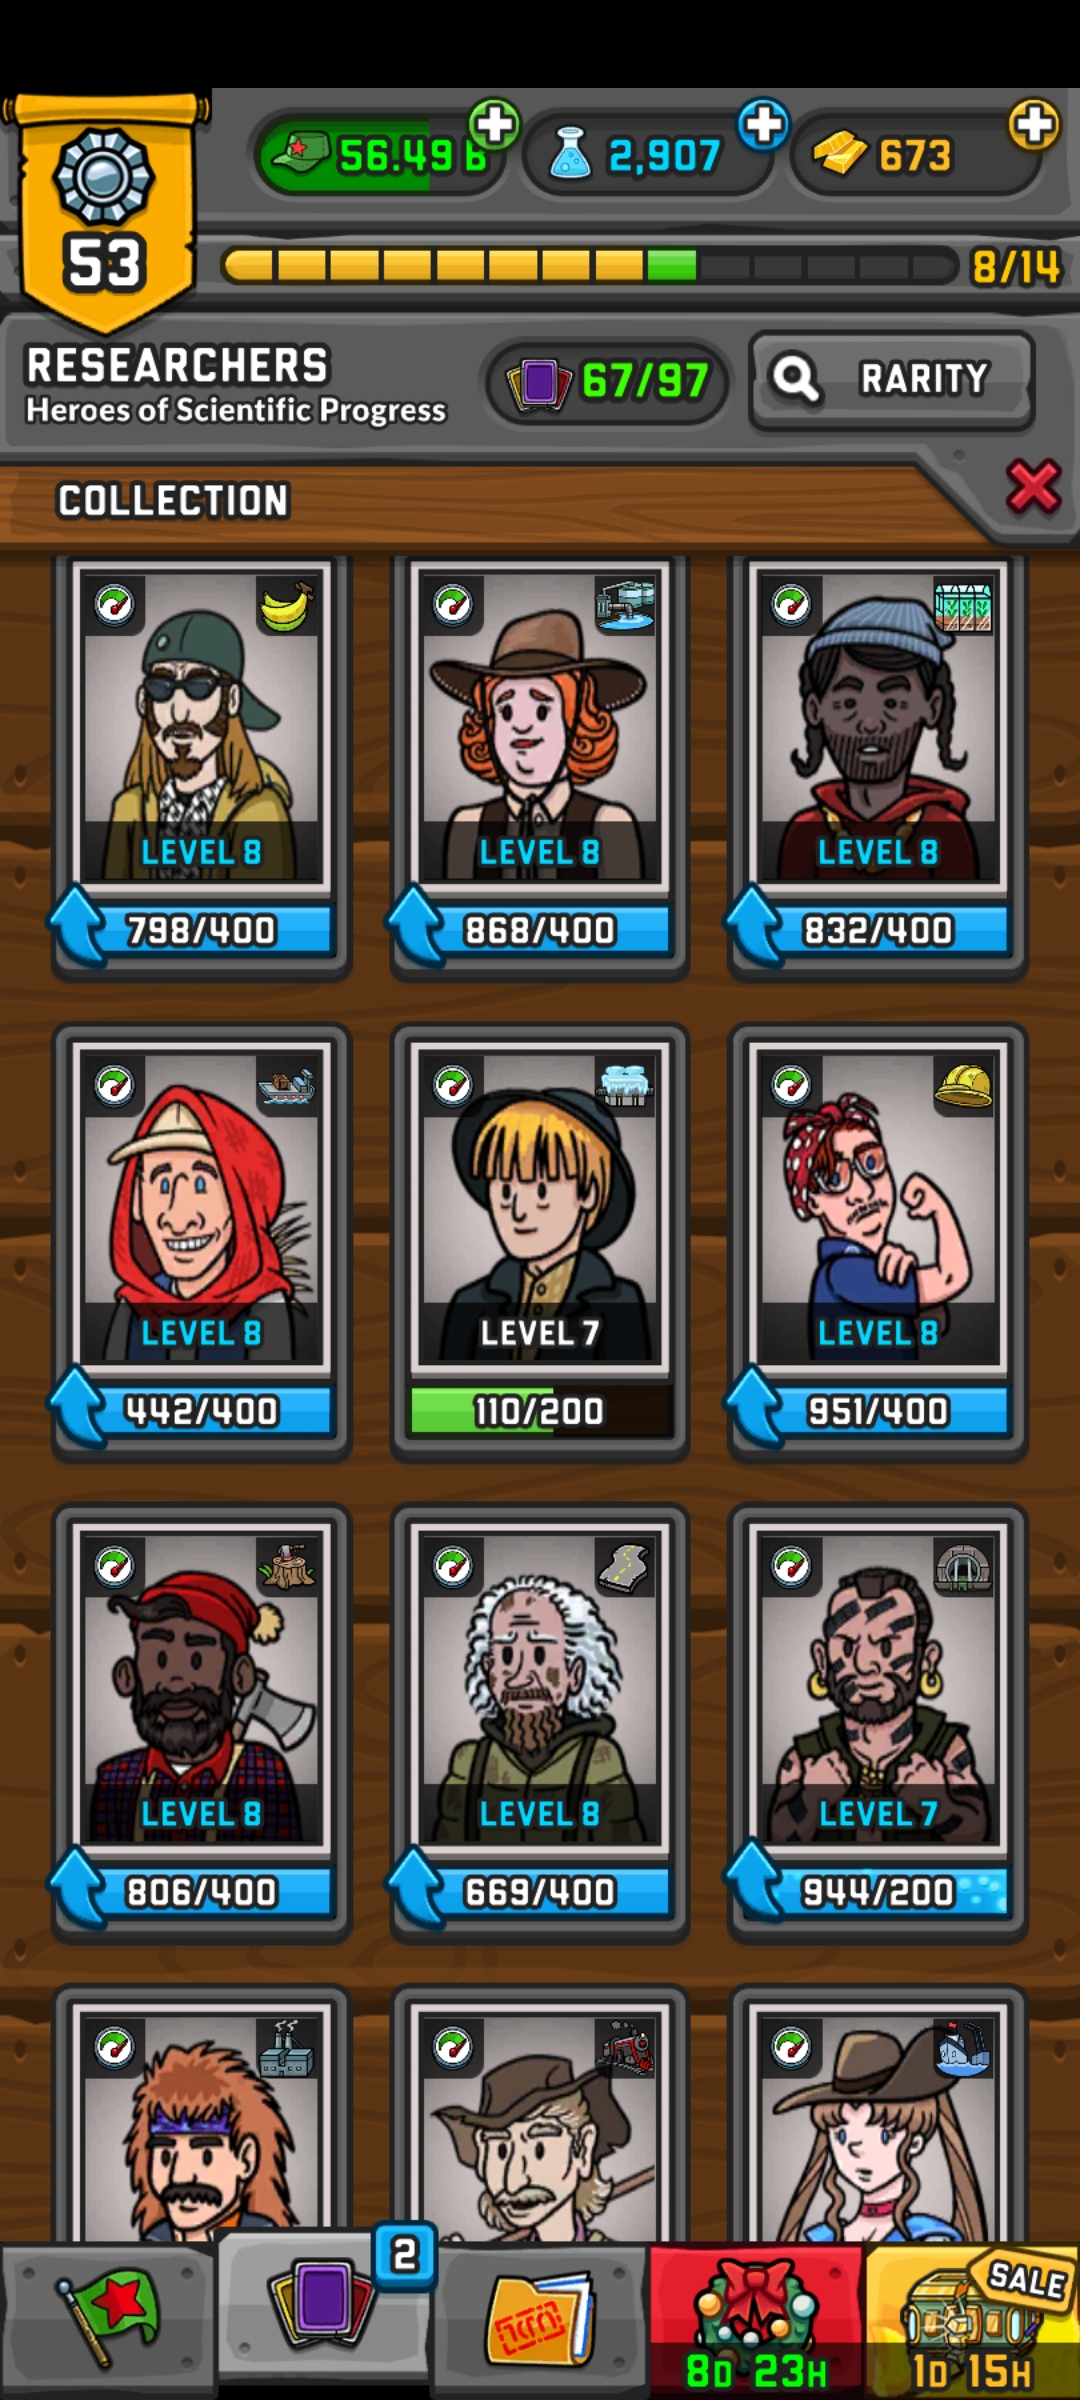 56.49 B
2,907
673
53
8/14
RESEARCHERS
Heroes of Scientific Progress
67/97
RARITY
COLLECTION
LEVEL 8
LEVEL 8
LEVEL 8
798/400
868/400
832/400
LEVEL 8
LEVEL 7
LEVEL 8
442/400
110/200
951/400
LEVEL 8
LEVEL 8
LEVEL 7
806/400
669/400
944/200
2
SALE
8D 23H
1D 15H